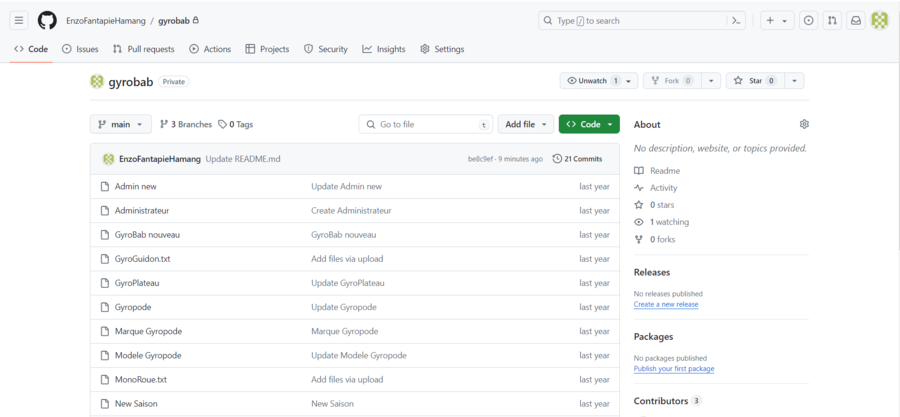 EnzoFantapieHamang / gyrobab
Type / to search
Code Issues Pull requests Actions Projects Security Insights Settings
gyrobab Private
Unwatch 1 Fork 0 Star 0
main 3 Branches 0 Tags Go to file t Add file Code
EnzoFantapieHamang Update README.md be8c9ef · 9 minutes ago 21 Commits
Admin new Update Admin new last year
Administrateur Create Administrateur last year
GyroBab nouveau GyroBab nouveau last year
GyroGuidon.txt Add files via upload last year
GyroPlateau Update GyroPlateau last year
Gyropode Update Gyropode last year
Marque Gyropode Marque Gyropode last year
Modele Gyropode Update Modele Gyropode last year
MonoRoue.txt Add files via upload last year
New Saison New Saison last year
About
No description, website, or topics provided.
Readme
Activity
0 stars
1 watching
0 forks
Releases
No releases published
Create a new release
Packages
No packages published
Publish your first package
Contributors 3